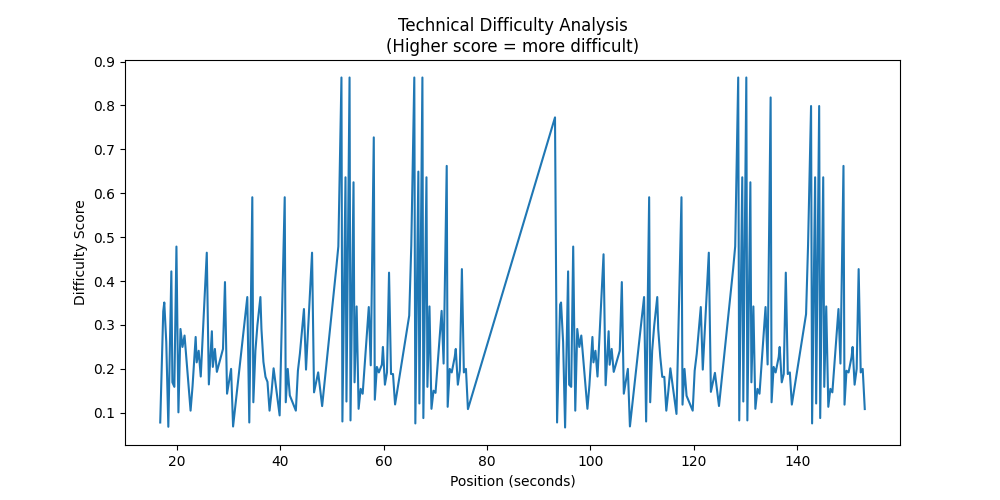 Technical Difficulty Analysis
(Higher score = more difficult)
Difficulty Score
0.9
0.8
0.7
0.6
0.5
0.4
0.3
0.2
0.1
20 40 60 80 100 120 140
Position (seconds)